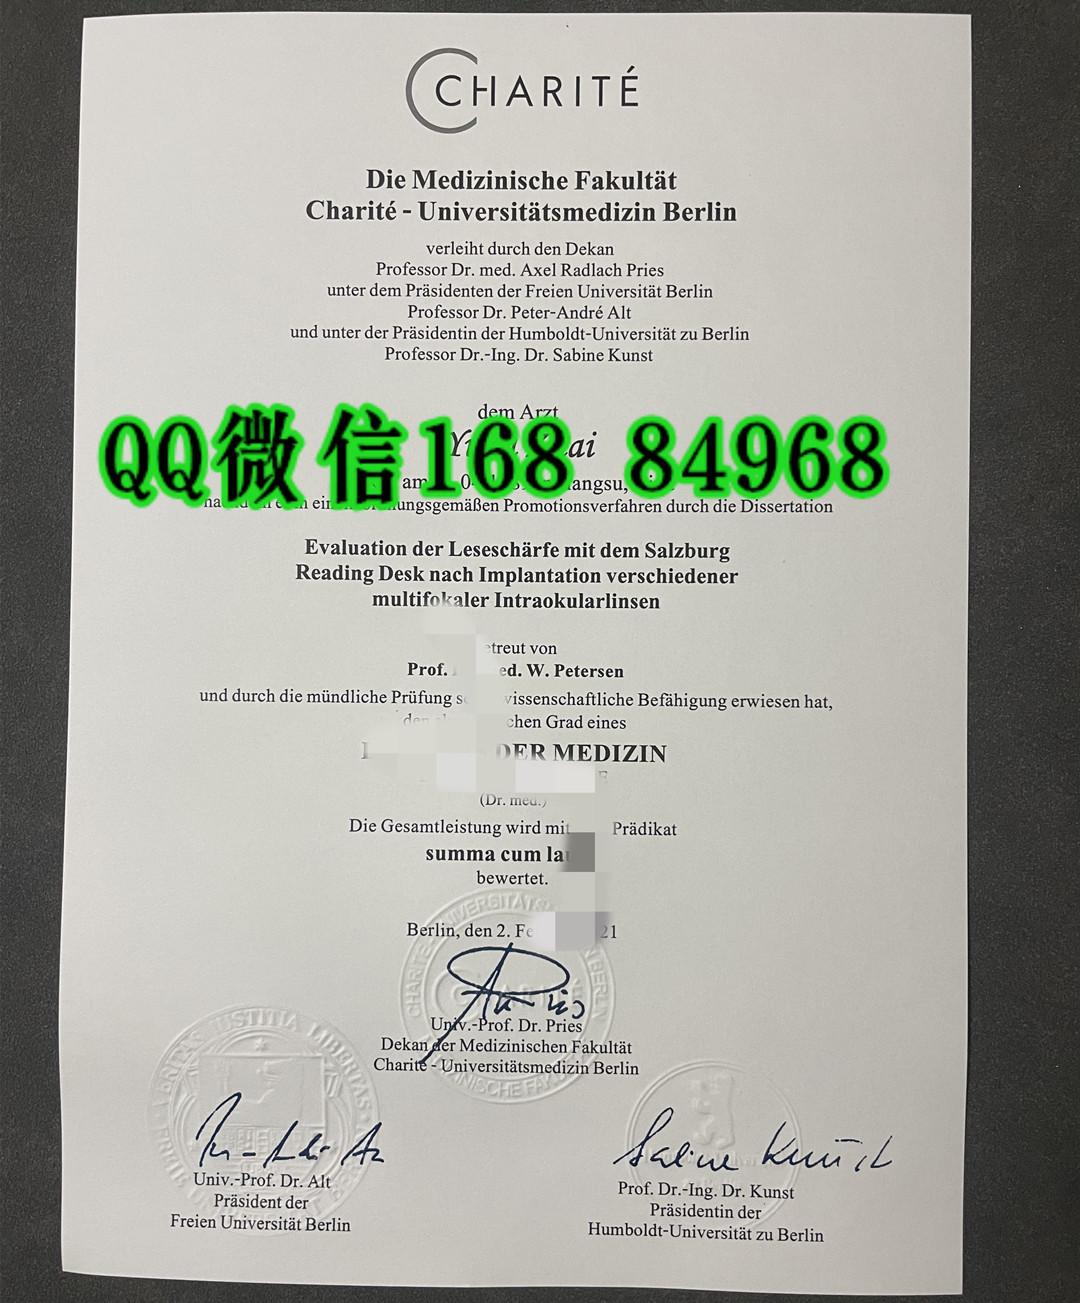 CHARITÉ
Die Medizinische Fakultät
Charité - Universitätsmedizin Berlin
verleiht durch den Dekan
Professor Dr. med. Axel Radlach Pries
unter dem Präsidenten der Freien Universität Berlin
Professor Dr. Peter-André Alt
und unter der Präsidentin der Humboldt-Universität zu Berlin
Professor Dr.-Ing. Dr. Sabine Kunst
dem Arzt
QQ微信168 84968
Promotionsverfahren durch die Dissertation
Evaluation der Leseschärfe mit dem Salzburg
Reading Desk nach Implantation verschiedener
multifokaler Intraokularlinsen
von
Prof. W. Petersen
und durch die mündliche Prüfung Befähigung erwiesen hat,
Grad eines
DER MEDIZIN
(Dr. med.)
Die Gesamtleistung wird Prädikat
summa cum
bewertet.
Berlin, den 2.
Univ.-Prof. Dr. Pries
Dekan der Medizinischen Fakultät
Charité - Universitätsmedizin Berlin
Univ.-Prof. Dr. Alt
Präsident der
Freien Universität Berlin
Sabine Kunst
Prof. Dr.-Ing. Dr. Kunst
Präsidentin der
Humboldt-Universität zu Berlin